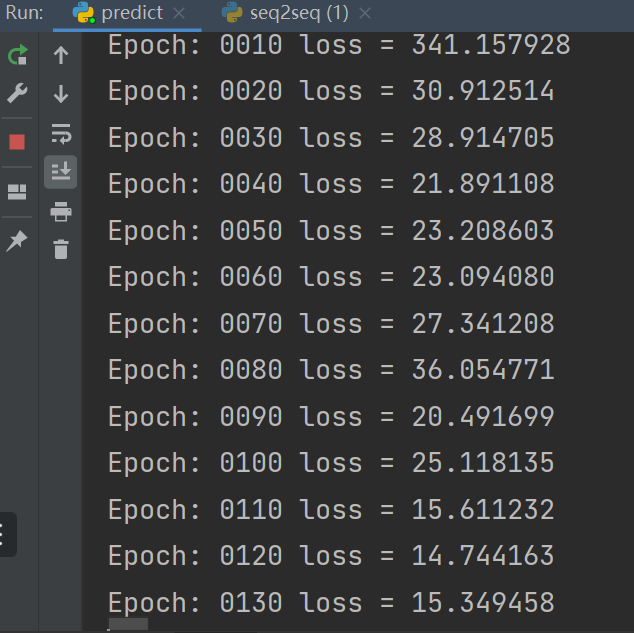 Run: predict seq2seq (1)
Epoch: 0010 loss = 341.157928
Epoch: 0020 loss = 30.912514
Epoch: 0030 loss = 28.914705
Epoch: 0040 loss = 21.891108
Epoch: 0050 loss = 23.208603
Epoch: 0060 loss = 23.094080
Epoch: 0070 loss = 27.341208
Epoch: 0080 loss = 36.054771
Epoch: 0090 loss = 20.491699
Epoch: 0100 loss = 25.118135
Epoch: 0110 loss = 15.611232
Epoch: 0120 loss = 14.744163
Epoch: 0130 loss = 15.349458